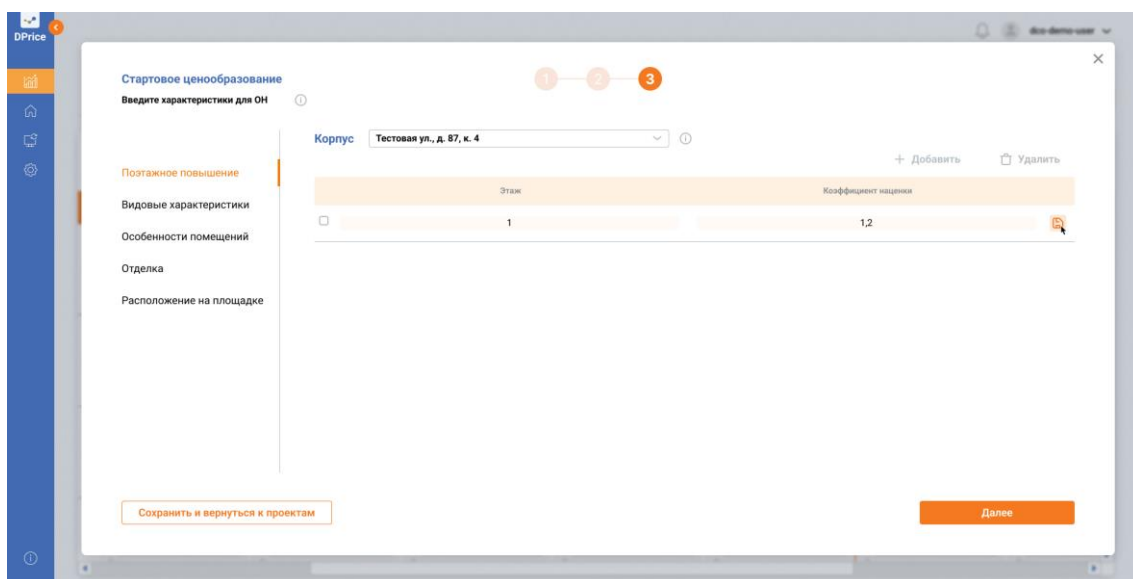 DPrice
dco-demo-user
Стартовое ценообразование
1
2
3
Введите характеристики для ОН
Корпус
Тестовая ул., д. 87, к. 4
+ Добавить
Удалить
Поэтажное повышение
Видовые характеристики
Особенности помещений
Отделка
Расположение на площадке
Этаж
Коэффициент наценки
1
1,2
Сохранить и вернуться к проектам
Далее